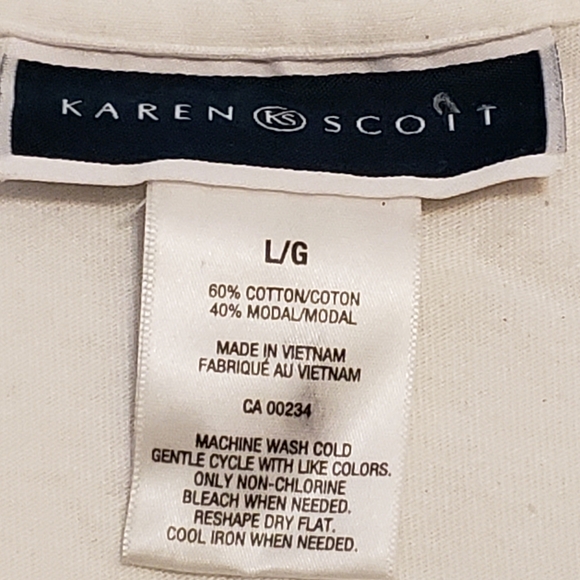 KAREN KS SCOTT
L/G
60% COTTON/COTON
40% MODAL/MODAL
MADE IN VIETNAM
FABRIQUÉ AU VIETNAM
CA 00234
MACHINE WASH COLD
GENTLE CYCLE WITH LIKE COLORS.
ONLY NON-CHLORINE
BLEACH WHEN NEEDED.
RESHAPE DRY FLAT.
COOL IRON WHEN NEEDED.